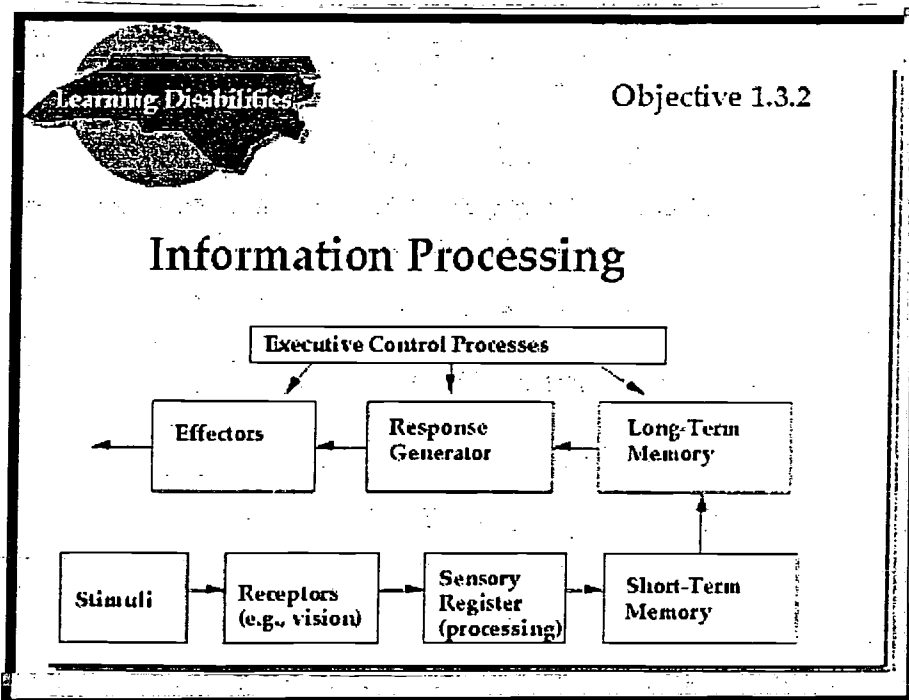 Learning Disabilities
Objective 1.3.2
Information Processing
Executive Control Processes
Effectors
Response
Generator
Long-Term
Memory
Stimuli
Receptors
(e.g., vision)
Sensory
Register
(processing)
Short-Term
Memory